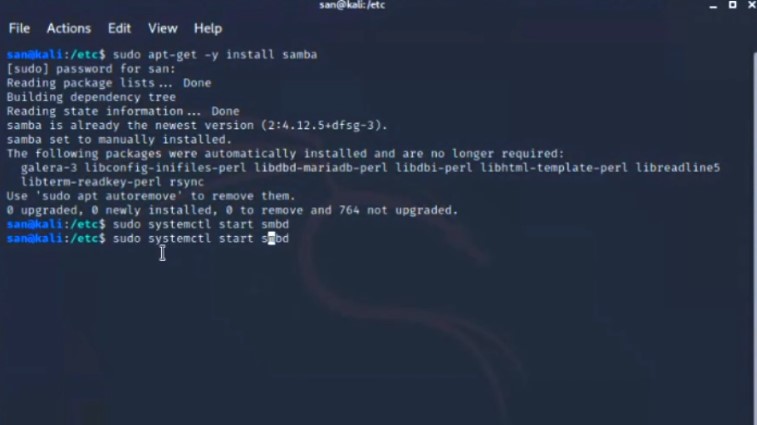 san@kali:/etc
File Actions Edit View Help
san@kali:/etc$ sudo apt-get -y install samba
[sudo] password for san:
Reading package lists... Done
Building dependency tree
Reading state information... Done
samba is already the newest version (2:4.12.5+dfsg-3).
samba set to manually installed.
The following packages were automatically installed and are no longer required:
  galera-3 libconfig-inifiles-perl libdbd-mariadb-perl libdbi-perl libhtml-template-perl libreadline5
  libterm-readkey-perl rsync
Use 'sudo apt autoremove' to remove them.
0 upgraded, 0 newly installed, 0 to remove and 764 not upgraded.
san@kali:/etc$ sudo systemctl start smbd
san@kali:/etc$ sudo systemctl start smbd